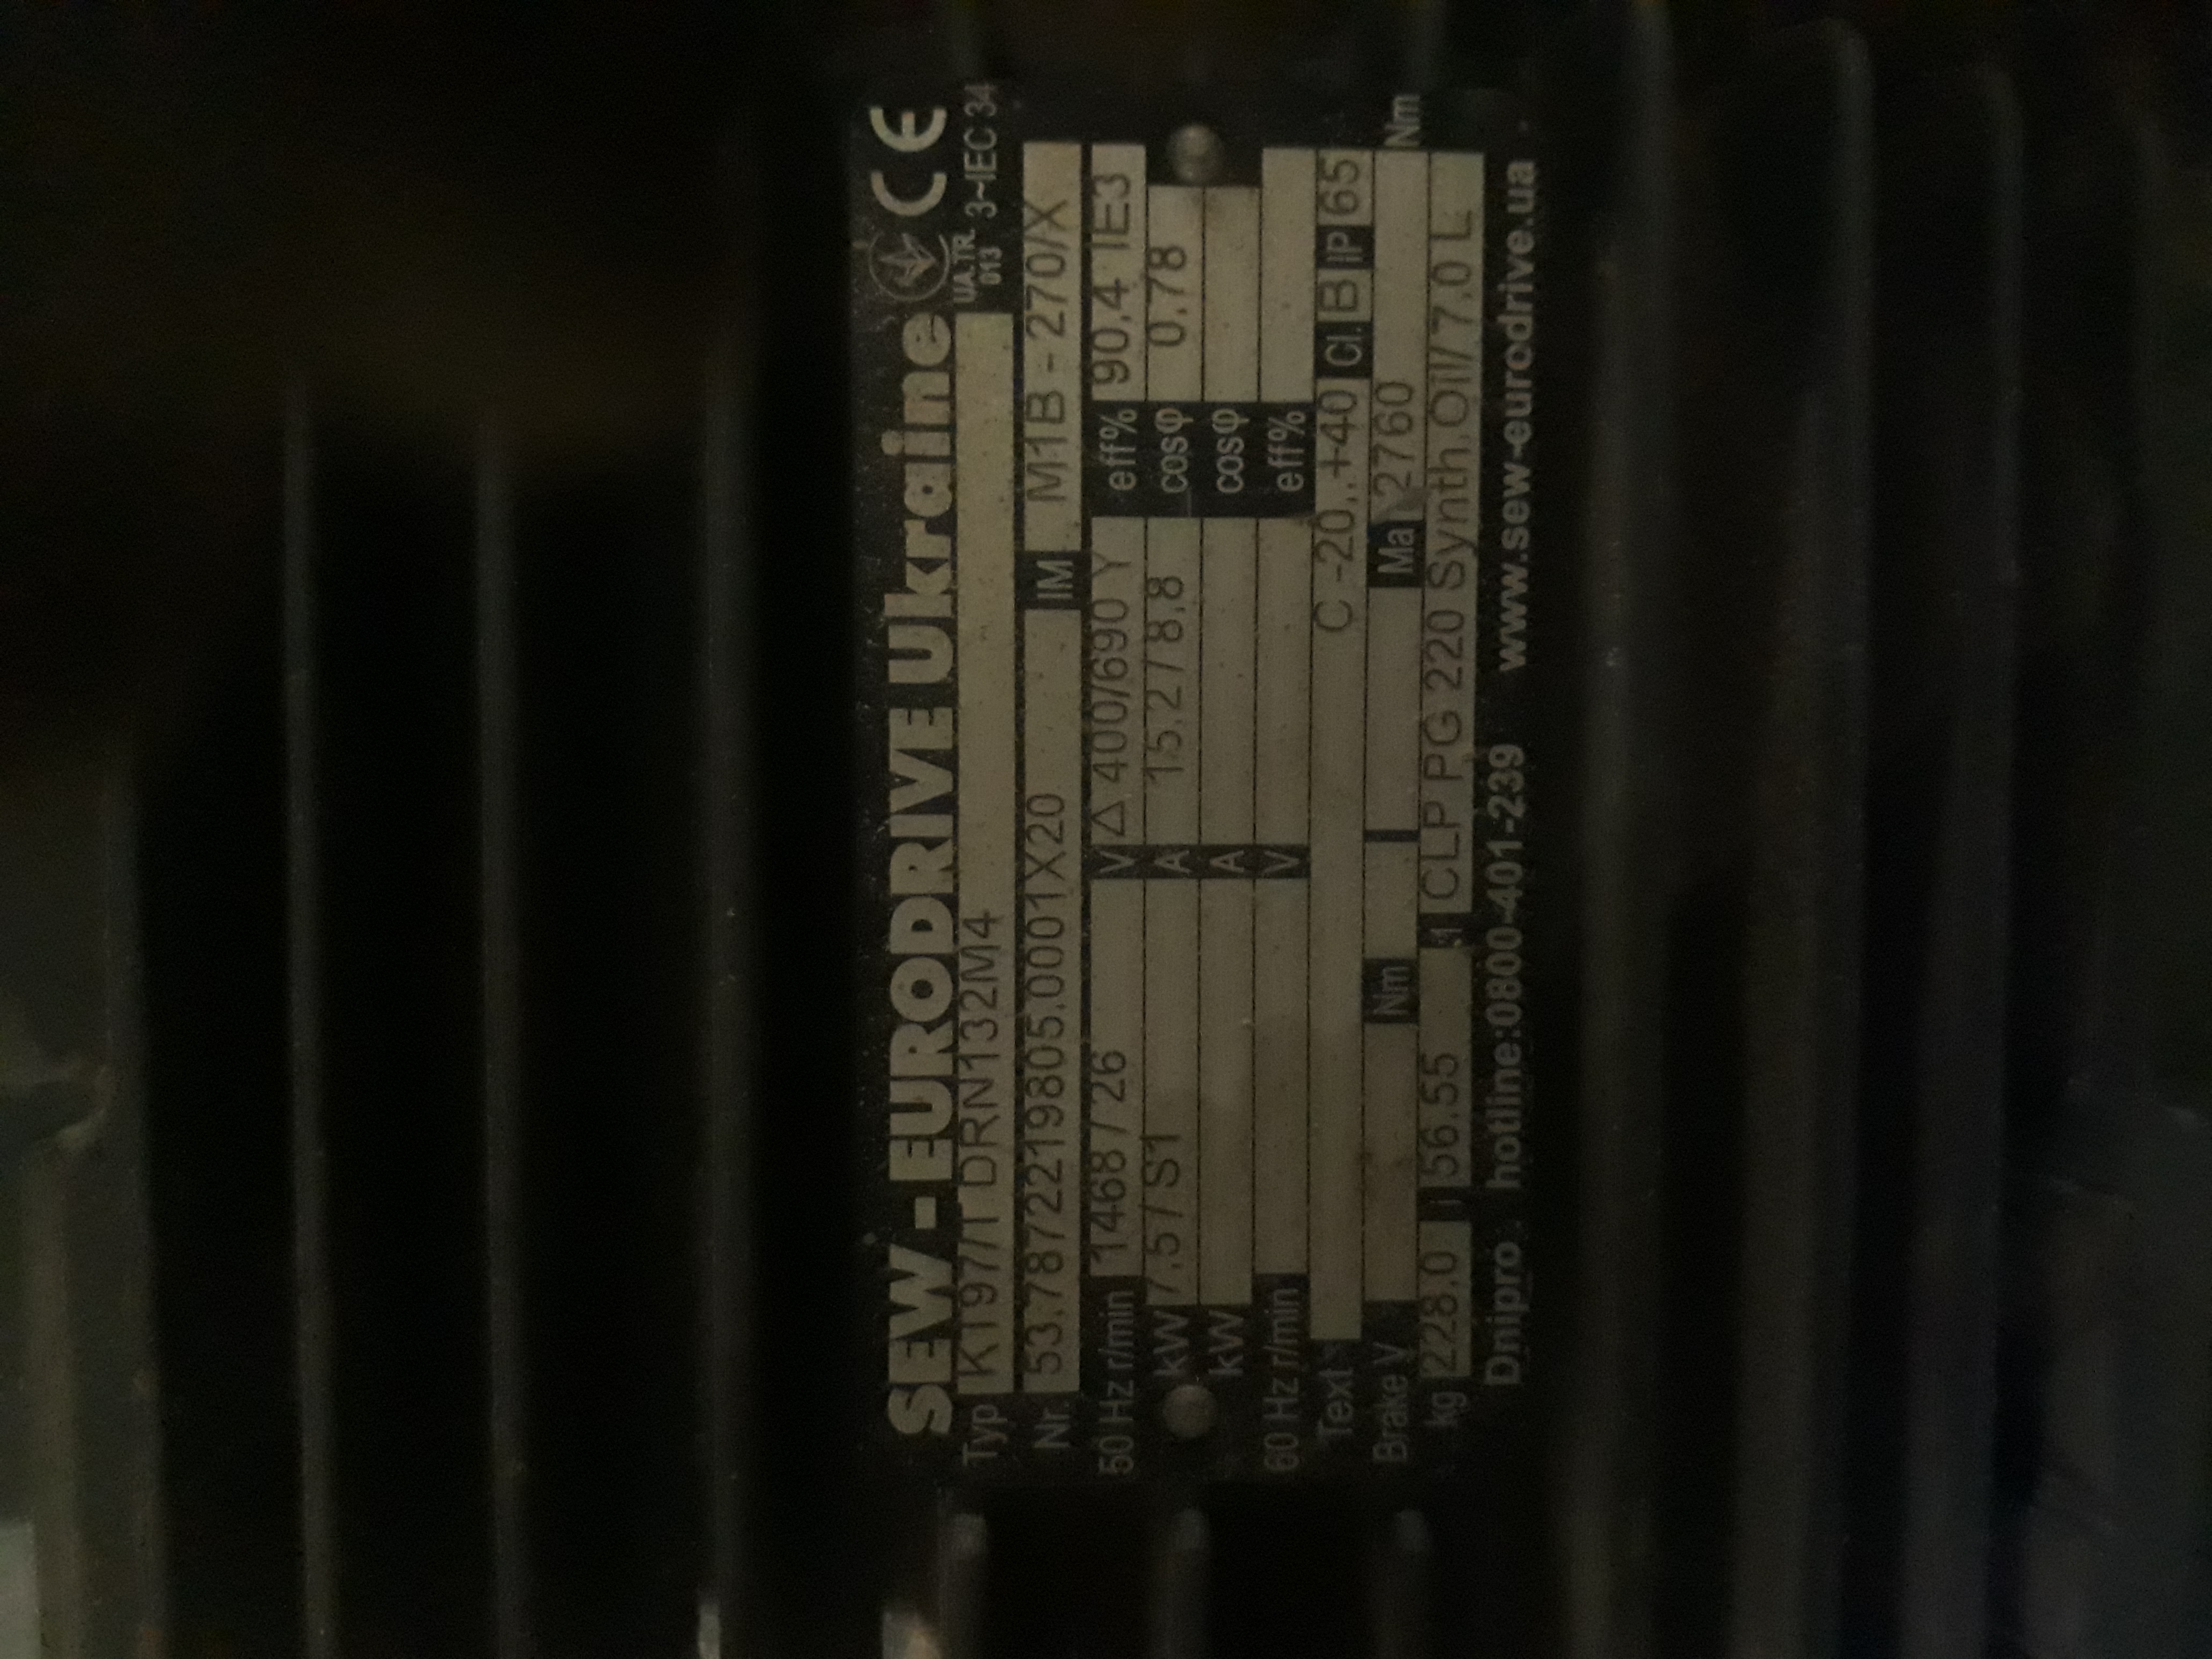 SEW - EURODRIVE Ukraine CE
Typ KT97/T DRN132M4 UA.TR. 013 3~IEC 34
Nr. 53.7872219805.0001X20 IM M1B - 270/X
50 Hz r/min 1468 / 26 V △ 400/690 Y eff% 90,4 IE3
kW 7,5 / S1 A 15,2 / 8,8 cosφ 0,78
kW A cosφ
60 Hz r/min V eff%
Text C -20..+40 Cl. B IP 65
Brake V Nm Ma 2760 Nm
kg 228.0 i 56.55 :1 CLP PG 220 Synth.Oil/ 7,0 L
Dnipro hotline:0800-401-239 www.sew-eurodrive.ua